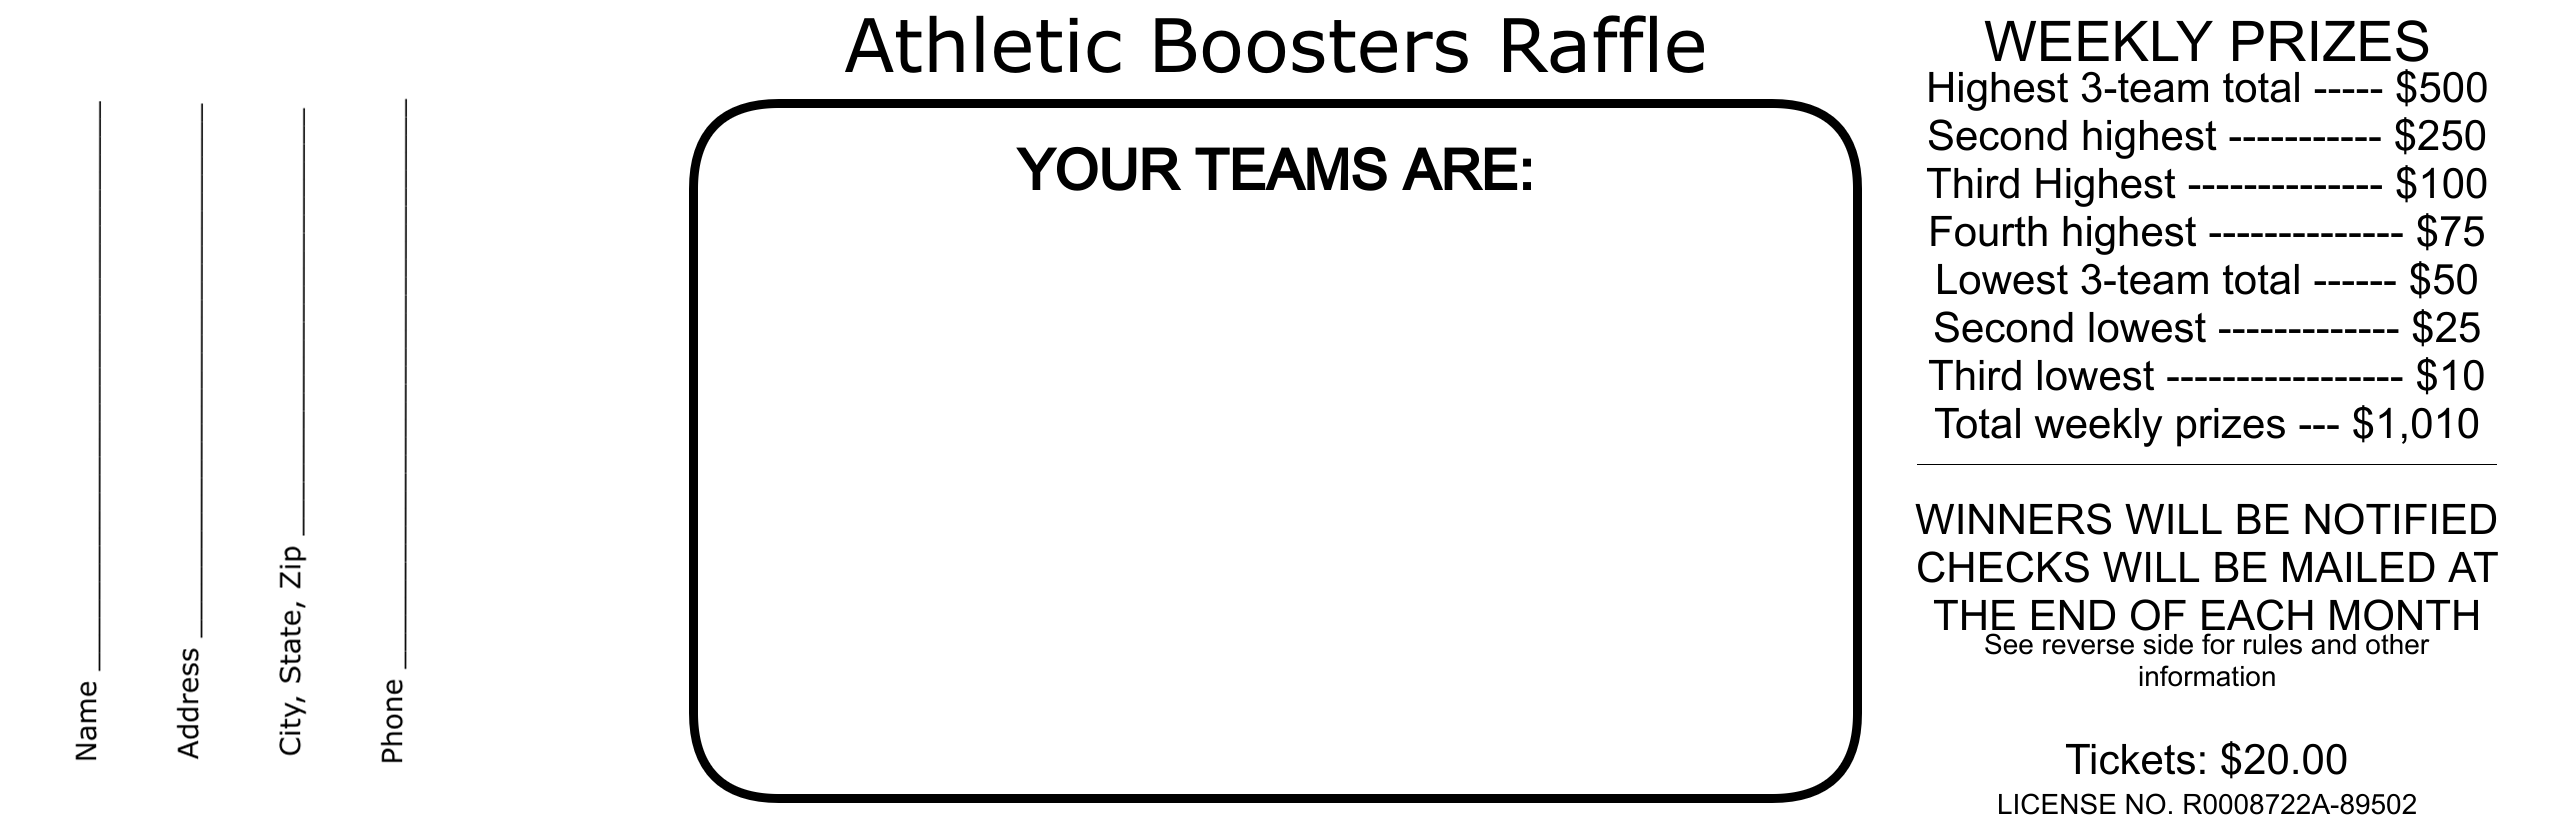 Name
Address
City, State, Zip
Phone
Athletic Boosters Raffle
YOUR TEAMS ARE:
WEEKLY PRIZES
Highest 3-team total ----- $500
Second highest ----------- $250
Third Highest -------------- $100
Fourth highest -------------- $75
Lowest 3-team total ------ $50
Second lowest ------------- $25
Third lowest ----------------- $10
Total weekly prizes --- $1,010
WINNERS WILL BE NOTIFIED
CHECKS WILL BE MAILED AT
THE END OF EACH MONTH
See reverse side for rules and other
information
Tickets: $20.00
LICENSE NO. R0008722A-89502